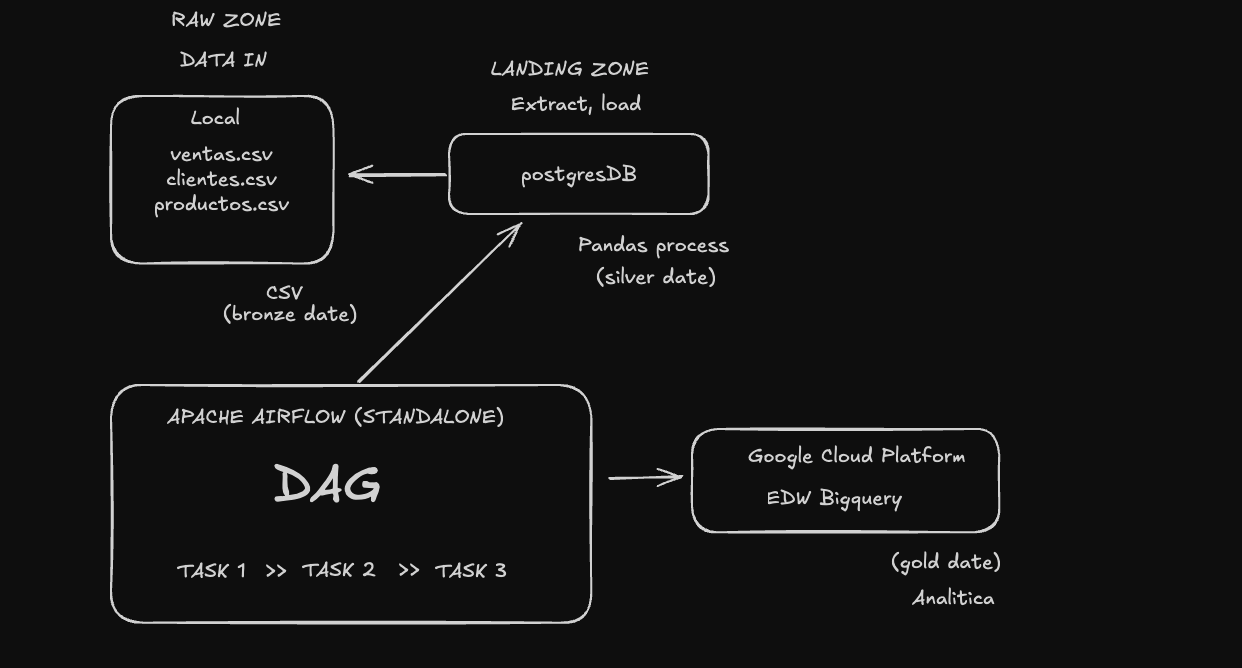 RAW ZONE
DATA IN
Local
ventas.csv
clientes.csv
productos.csv
CSV
(bronze date)
LANDING ZONE
Extract, load
postgresDB
Pandas process
(silver date)
APACHE AIRFLOW (STANDALONE)
DAG
TASK 1 >> TASK 2 >> TASK 3
Google Cloud Platform
EDW Bigquery
(gold date)
Analitica